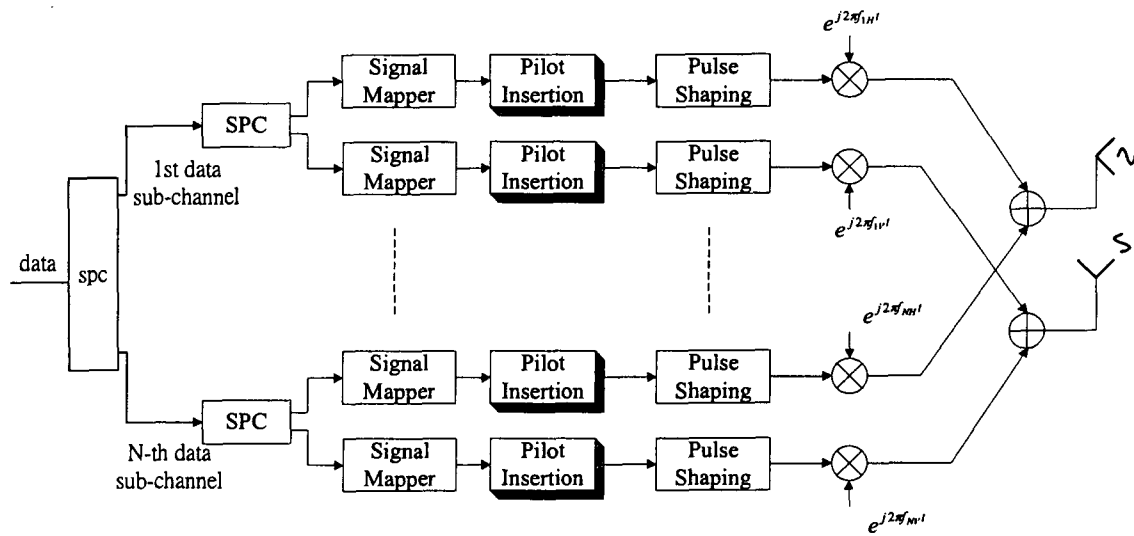 e^{j2πf_{1H}t}
Signal Mapper
Pilot Insertion
Pulse Shaping
SPC
1st data sub-channel
Signal Mapper
Pilot Insertion
Pulse Shaping
e^{j2πf_{1V}t}
data
spc
S
e^{j2πf_{NH}t}
Signal Mapper
Pilot Insertion
Pulse Shaping
SPC
N-th data sub-channel
Signal Mapper
Pilot Insertion
Pulse Shaping
e^{j2πf_{NV}t}